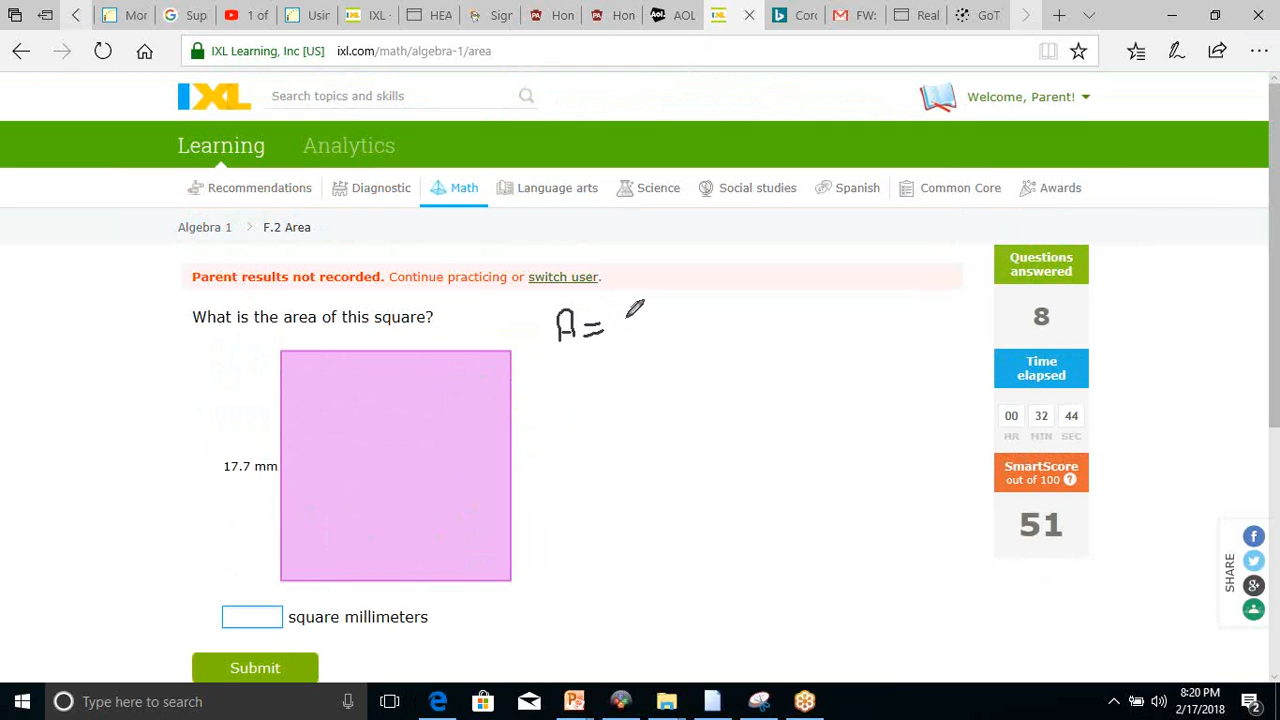 Mo
Sup
1 of
Usir
IXL -
HEA
Sign
Hon
Hon
AOL
IXL
Corc
FW:
Real
GoT
IXL Learning, Inc [US] ixl.com/math/algebra-1/area
IXL
Search topics and skills
Welcome, Parent!
Learning Analytics
Recommendations Diagnostic Math Language arts Science Social studies Spanish Common Core Awards
Algebra 1 > F.2 Area
Parent results not recorded. Continue practicing or switch user.
Questions answered
8
Time elapsed
00 32 44
HR MIN SEC
SmartScore
out of 100 ?
51
What is the area of this square?
A =
17.7 mm
square millimeters
Submit
SHARE
Type here to search
8:20 PM
2/17/2018
2